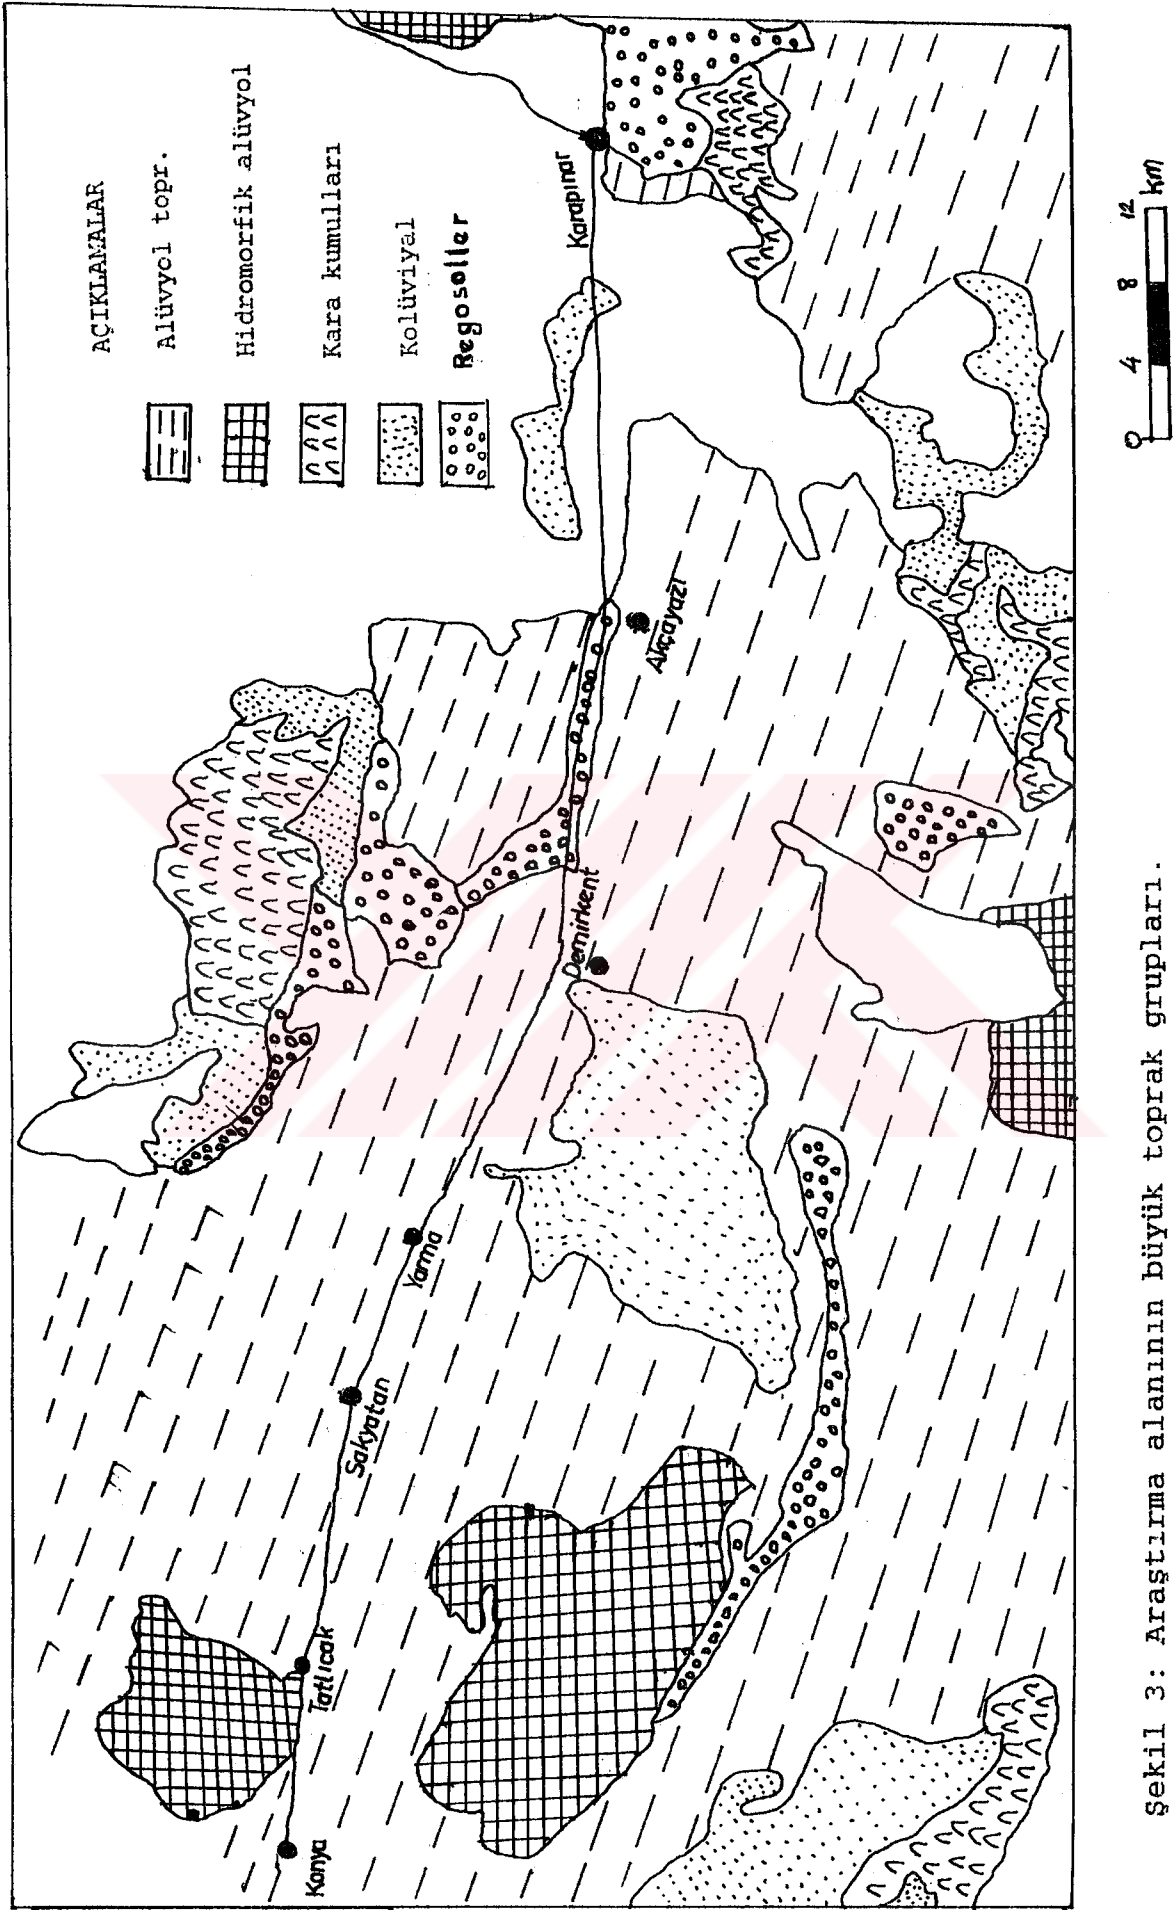 AÇIKLAMALAR
Alüvyol topr.
Hidromorfik alüvyol
Kara kumulları
Kolüviyal
Regosoller
Konya
Tatlıcak
Sakyatan
Yarma
Demirkent
Akçayazı
Karapınar
0 4 8 12 km
Şekil 3: Araştırma alanının büyük toprak grupları.